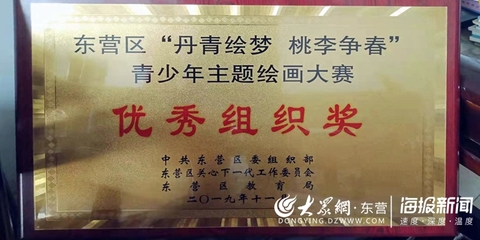 东营区“丹青绘梦 桃李争春”
青少年主题绘画大赛
优秀组织奖
中共东营区委组织部
东营区关心下一代工作委员会
东营区教育局
二〇一九年十一
大众网·东营
海报新闻
速度·深度·温度